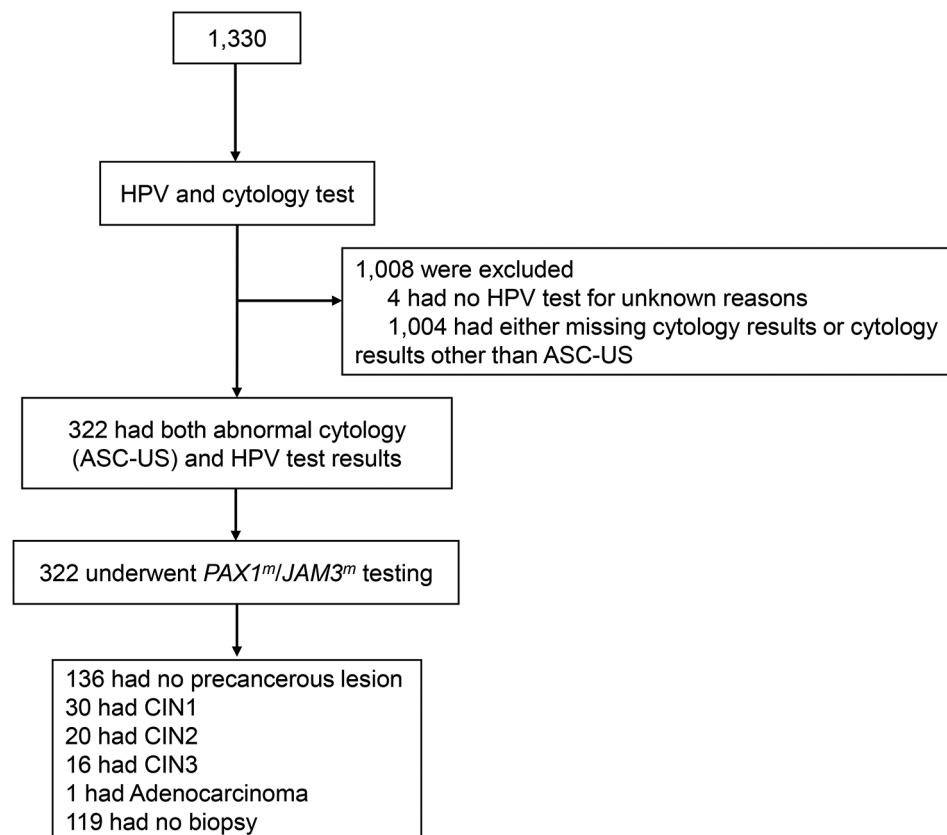 1,330
HPV and cytology test
1,008 were excluded
4 had no HPV test for unknown reasons
1,004 had either missing cytology results or cytology
results other than ASC-US
322 had both abnormal cytology
(ASC-US) and HPV test results
322 underwent PAX1ᵐ/JAM3ᵐ testing
136 had no precancerous lesion
30 had CIN1
20 had CIN2
16 had CIN3
1 had Adenocarcinoma
119 had no biopsy